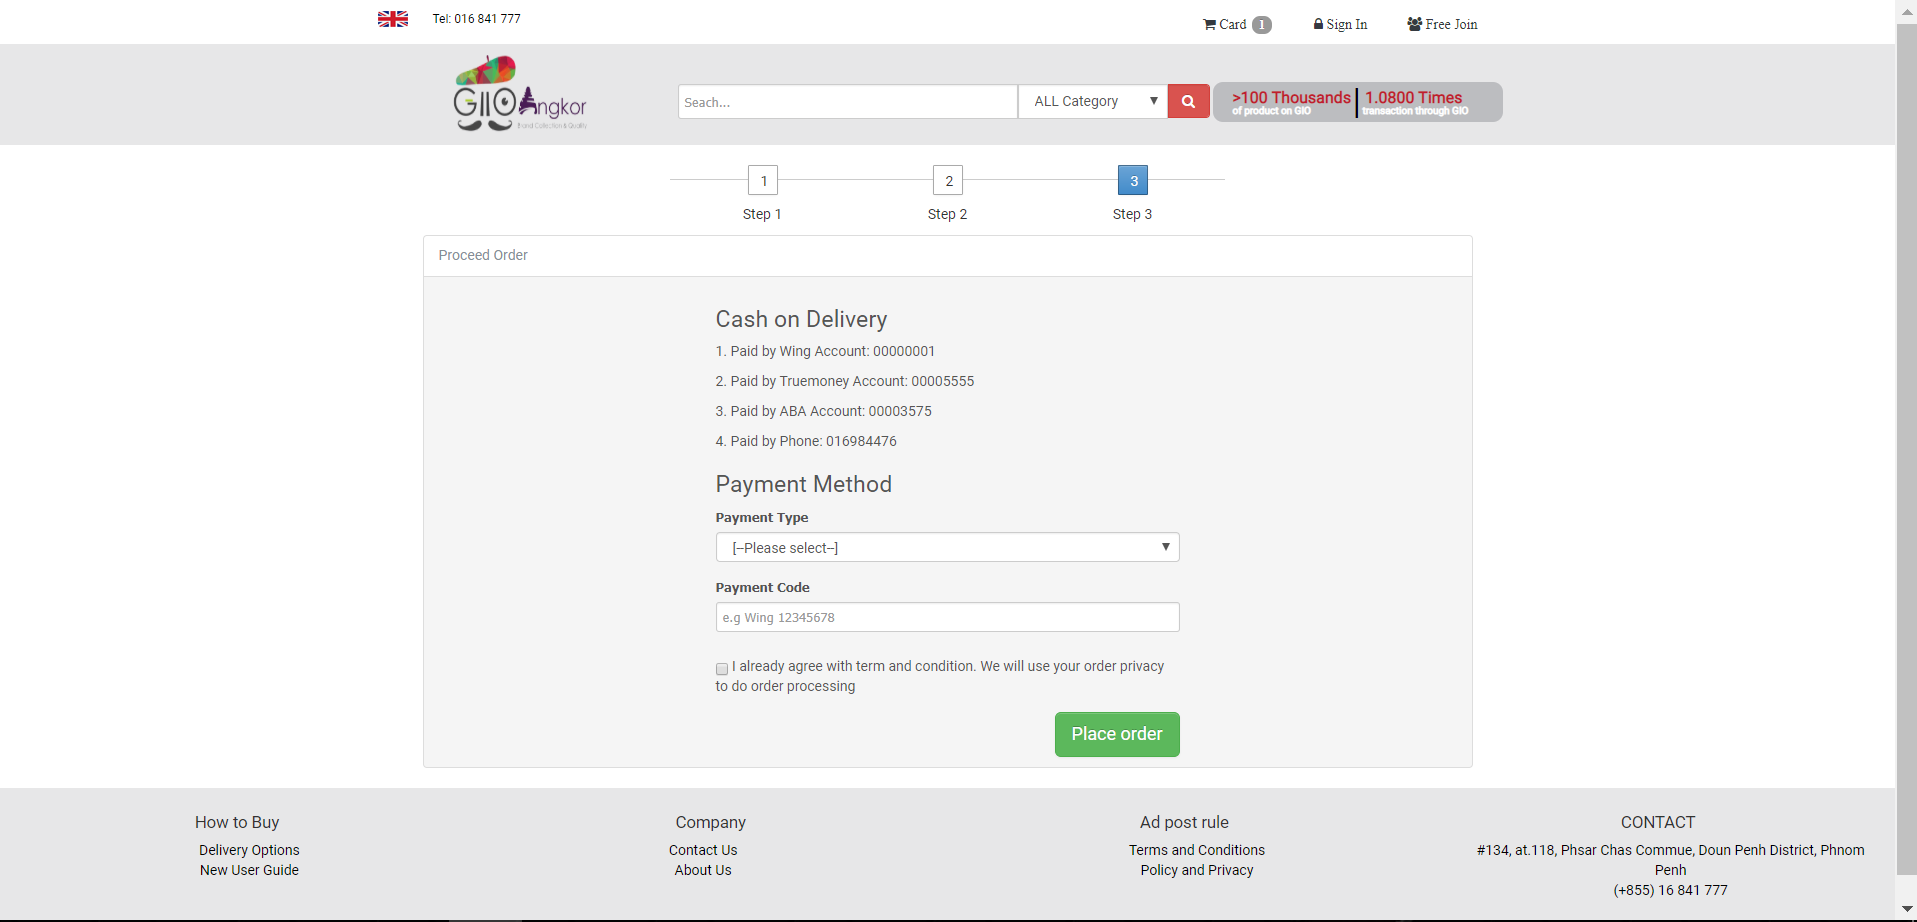 Tel: 016 841 777
Card 1
Sign In
Free Join
GIIO Angkor
Brand Collection & Quality
Seach...
ALL Category
>100 Thousands
of product on GIO
1.0800 Times
transaction through GIO
1
2
3
Step 1
Step 2
Step 3
Proceed Order
Cash on Delivery
1. Paid by Wing Account: 00000001
2. Paid by Truemoney Account: 00005555
3. Paid by ABA Account: 00003575
4. Paid by Phone: 016984476
Payment Method
Payment Type
[--Please select--]
Payment Code
e.g Wing 12345678
I already agree with term and condition. We will use your order privacy
to do order processing
Place order
How to Buy
Delivery Options
New User Guide
Company
Contact Us
About Us
Ad post rule
Terms and Conditions
Policy and Privacy
CONTACT
#134, at.118, Phsar Chas Commue, Doun Penh District, Phnom
Penh
(+855) 16 841 777